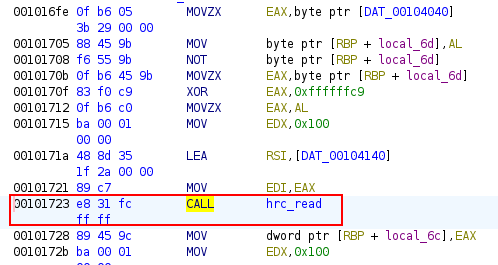 001016fe 0f b6 05 MOVZX EAX,byte ptr [DAT_00104040]
3b 29 00 00
00101705 88 45 9b MOV byte ptr [RBP + local_6d],AL
00101708 f6 55 9b NOT byte ptr [RBP + local_6d]
0010170b 0f b6 45 9b MOVZX EAX,byte ptr [RBP + local_6d]
0010170f 83 f0 c9 XOR EAX,0xffffffc9
00101712 0f b6 c0 MOVZX EAX,AL
00101715 ba 00 01 MOV EDX,0x100
00 00
0010171a 48 8d 35 LEA RSI,[DAT_00104140]
1f 2a 00 00
00101721 89 c7 MOV EDI,EAX
00101723 e8 31 fc CALL hrc_read
ff ff
00101728 89 45 9c MOV dword ptr [RBP + local_6c],EAX
0010172b ba 00 01 MOV EDX,0x100